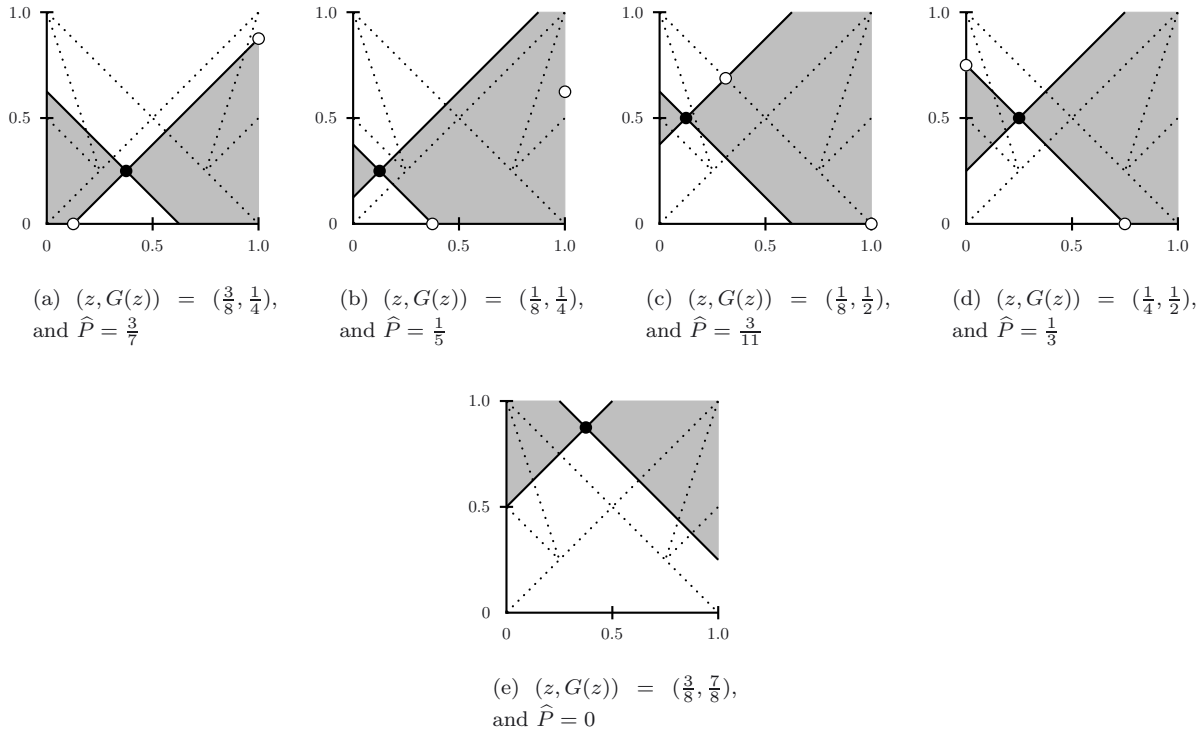 1.0 1.0 1.0 1.0
0.5 0.5 0.5 0.5
0 0 0 0
0 0.5 1.0 0 0.5 1.0 0 0.5 1.0 0 0.5 1.0
(a) (z, G(z)) = (3/8, 1/4),
and P̂ = 3/7
(b) (z, G(z)) = (1/8, 1/4),
and P̂ = 1/5
(c) (z, G(z)) = (1/8, 1/2),
and P̂ = 3/11
(d) (z, G(z)) = (1/4, 1/2),
and P̂ = 1/3
1.0
0.5
0
0 0.5 1.0
(e) (z, G(z)) = (3/8, 7/8),
and P̂ = 0